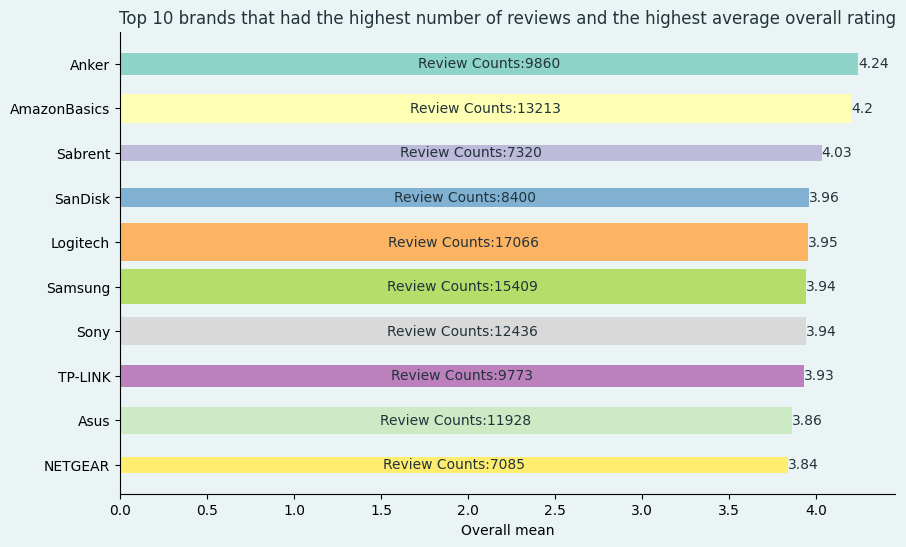 Top 10 brands that had the highest number of reviews and the highest average overall rating
Anker
Review Counts:9860
4.24
AmazonBasics
Review Counts:13213
4.2
Sabrent
Review Counts:7320
4.03
SanDisk
Review Counts:8400
3.96
Logitech
Review Counts:17066
3.95
Samsung
Review Counts:15409
3.94
Sony
Review Counts:12436
3.94
TP-LINK
Review Counts:9773
3.93
Asus
Review Counts:11928
3.86
NETGEAR
Review Counts:7085
3.84
0.0 0.5 1.0 1.5 2.0 2.5 3.0 3.5 4.0
Overall mean